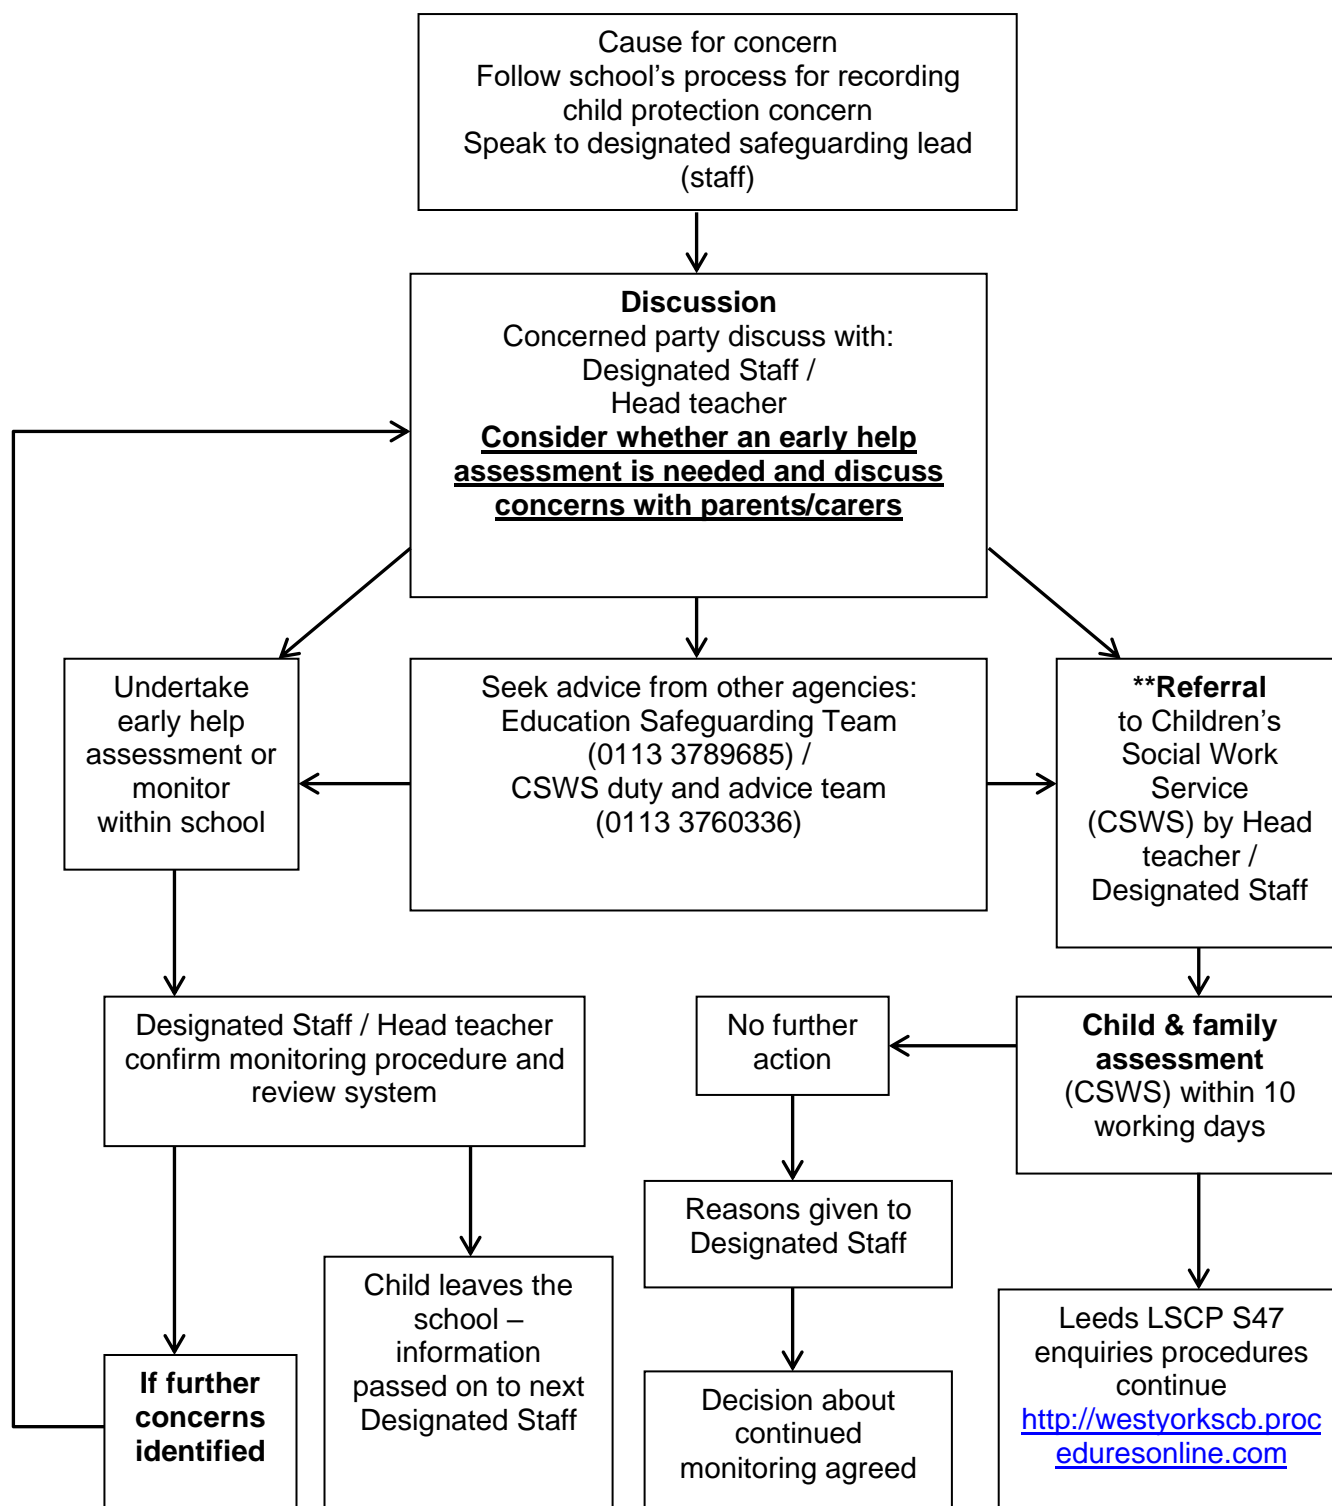 Cause for concern
Follow school’s process for recording
child protection concern
Speak to designated safeguarding lead
(staff)
Discussion
Concerned party discuss with:
Designated Staff /
Head teacher
Consider whether an early help
assessment is needed and discuss
concerns with parents/carers
Undertake
early help
assessment or
monitor
within school
Seek advice from other agencies:
Education Safeguarding Team
(0113 3789685) /
CSWS duty and advice team
(0113 3760336)
**Referral
to Children’s
Social Work
Service
(CSWS) by Head
teacher /
Designated Staff
Designated Staff / Head teacher
confirm monitoring procedure and
review system
No further
action
Child & family
assessment
(CSWS) within 10
working days
Reasons given to
Designated Staff
Child leaves the
school –
information
passed on to next
Designated Staff
If further
concerns
identified
Decision about
continued
monitoring agreed
Leeds LSCP S47
enquiries procedures
continue
http://westyorkscb.proc
eduresonline.com